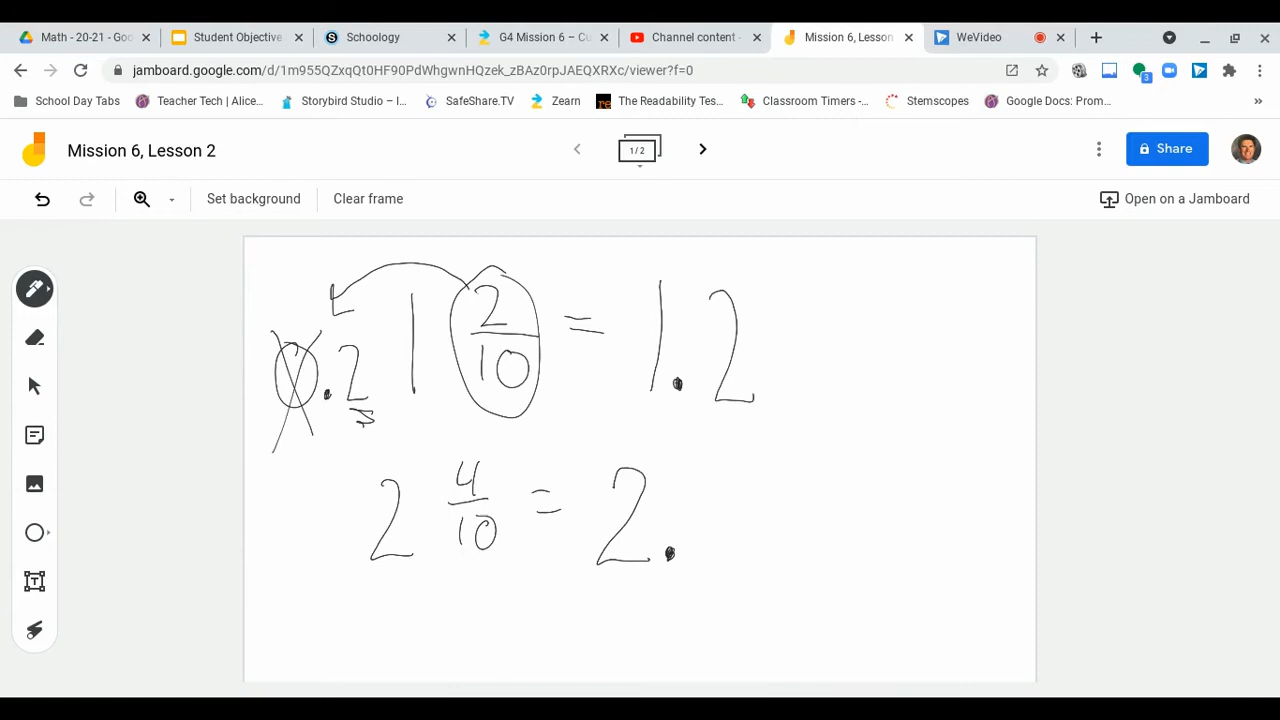 Math - 20-21 - Goo
Student Objective
Schoology
G4 Mission 6 – Cu
Channel content -
Mission 6, Lesson
WeVideo
jamboard.google.com/d/1m955QZxqQt0HF90PdWhgwnHQzek_zBAz0rpJAEQXRXc/viewer?f=0
School Day Tabs
Teacher Tech | Alice...
Storybird Studio – I...
SafeShare.TV
Zearn
The Readability Tes...
Classroom Timers -...
Stemscopes
Google Docs: Prom...
Mission 6, Lesson 2
1/2
Share
Set background
Clear frame
Open on a Jamboard
0.2 1 2/10 = 1.2
2 4/10 = 2.